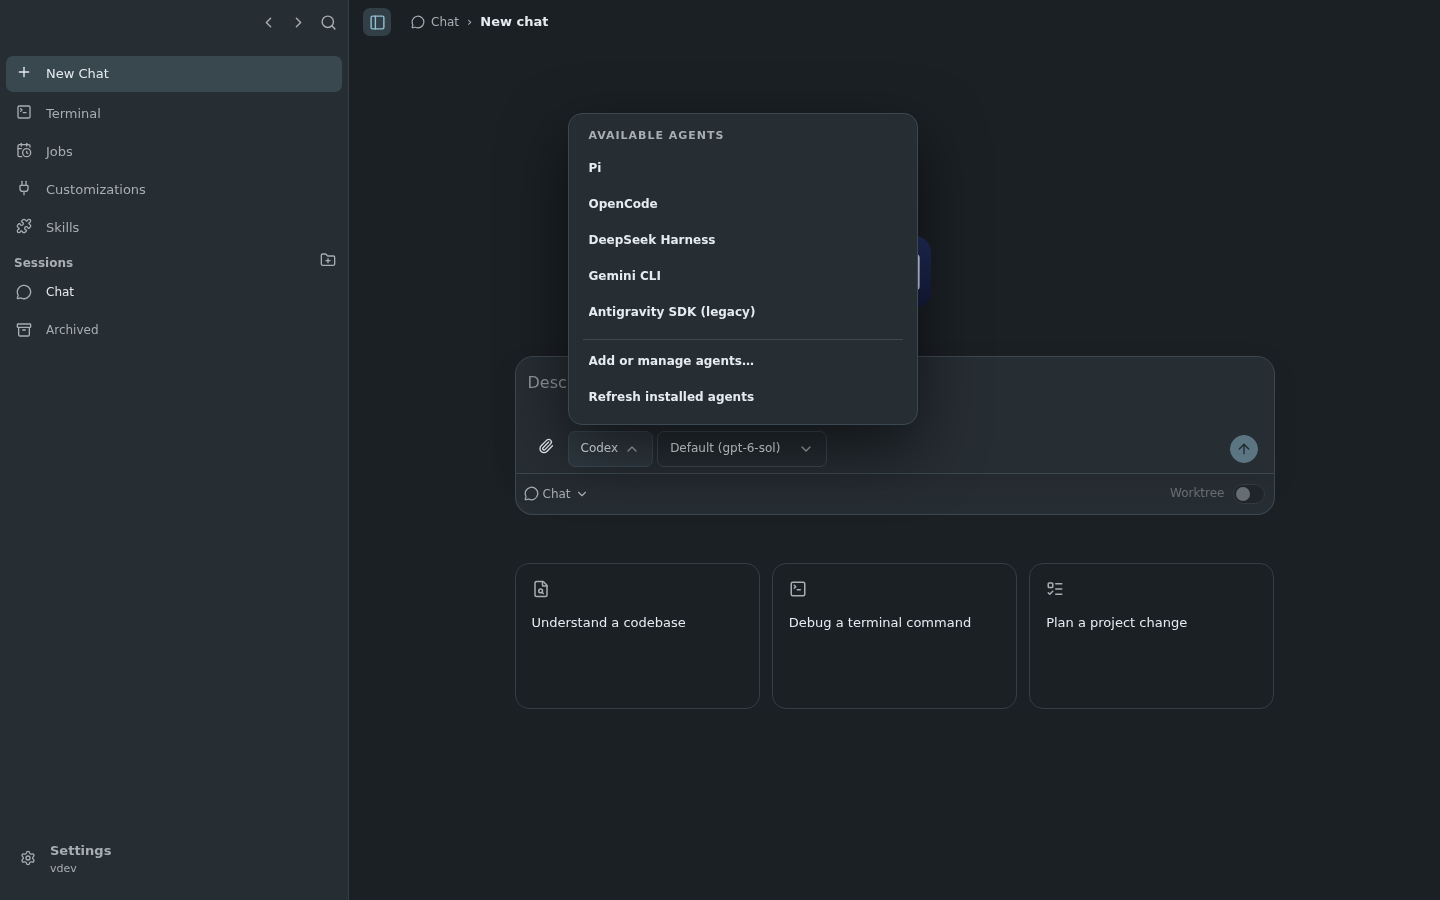 Chat › New chat
New Chat
Terminal
Jobs
Customizations
Skills
Sessions
Chat
Archived
Settings
vdev
AVAILABLE AGENTS
Pi
OpenCode
DeepSeek Harness
Gemini CLI
Antigravity SDK (legacy)
Add or manage agents…
Refresh installed agents
Desc
Codex
Default (gpt-6-sol)
Chat
Worktree
Understand a codebase
Debug a terminal command
Plan a project change